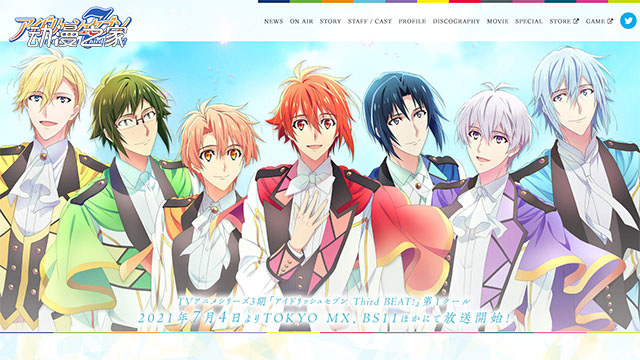 NEWS ON AIR STORY STAFF / CAST PROFILE DISCOGRAPHY MOVIE SPECIAL STORE GAME
アイドリッシュセブン
动漫之家
TVアニメシリーズ3期「アイドリッシュセブン Third BEAT!」第1クール
2021年7月4日よりTOKYO MX、BS11ほかにて放送開始!